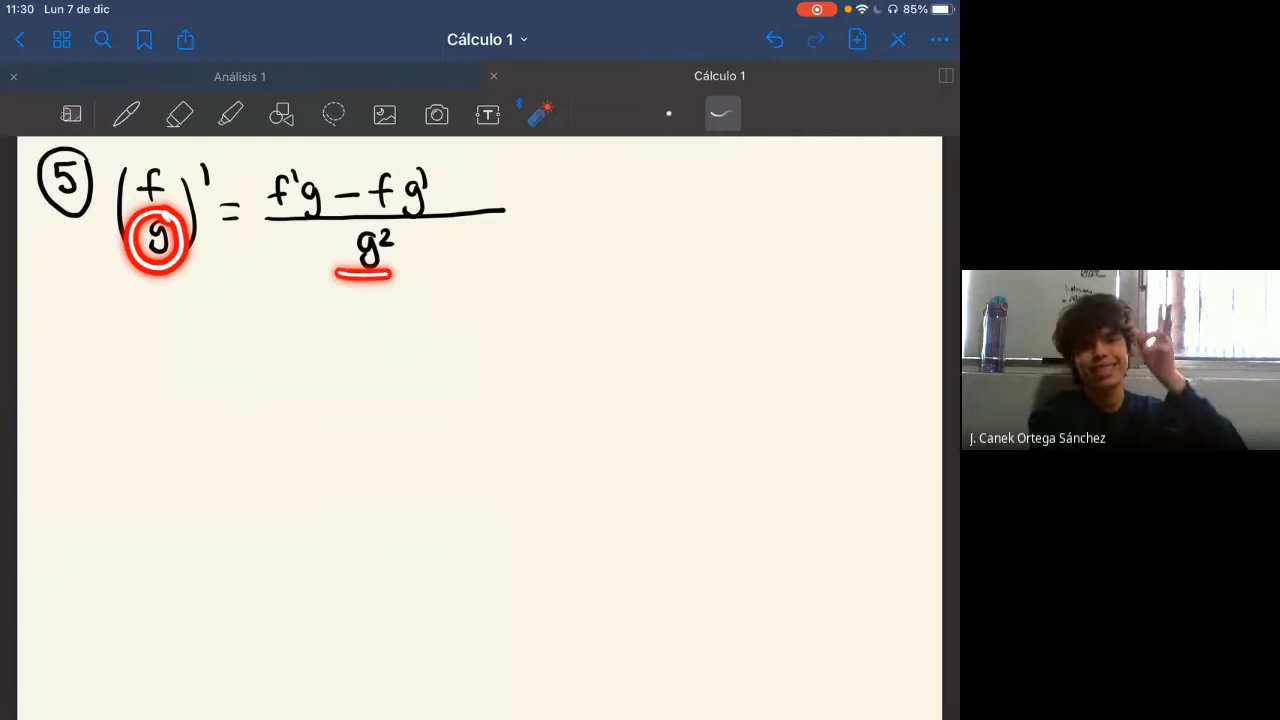 11:30 Lun 7 de dic 85%
Cálculo 1
Análisis 1 Cálculo 1
T
5 (f/g)' = f'g - fg'
g²
J. Canek Ortega Sánchez